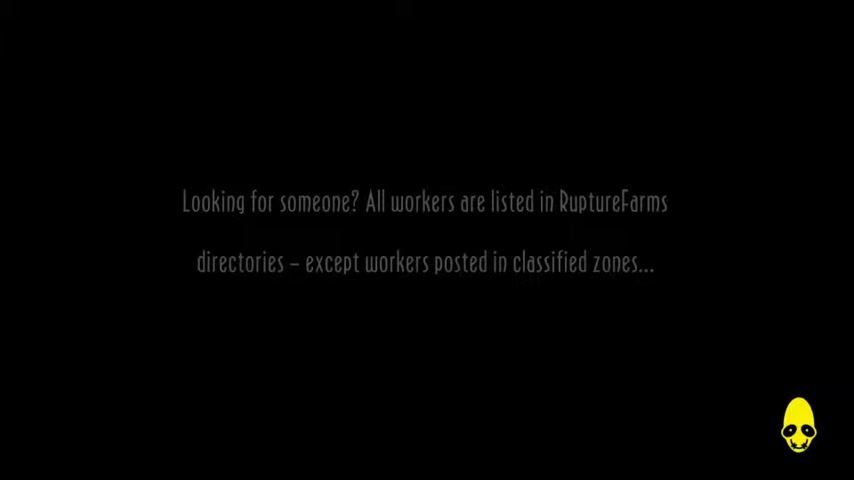 Looking for someone? All workers are listed in RuptureFarms
directories – except workers posted in classified zones...